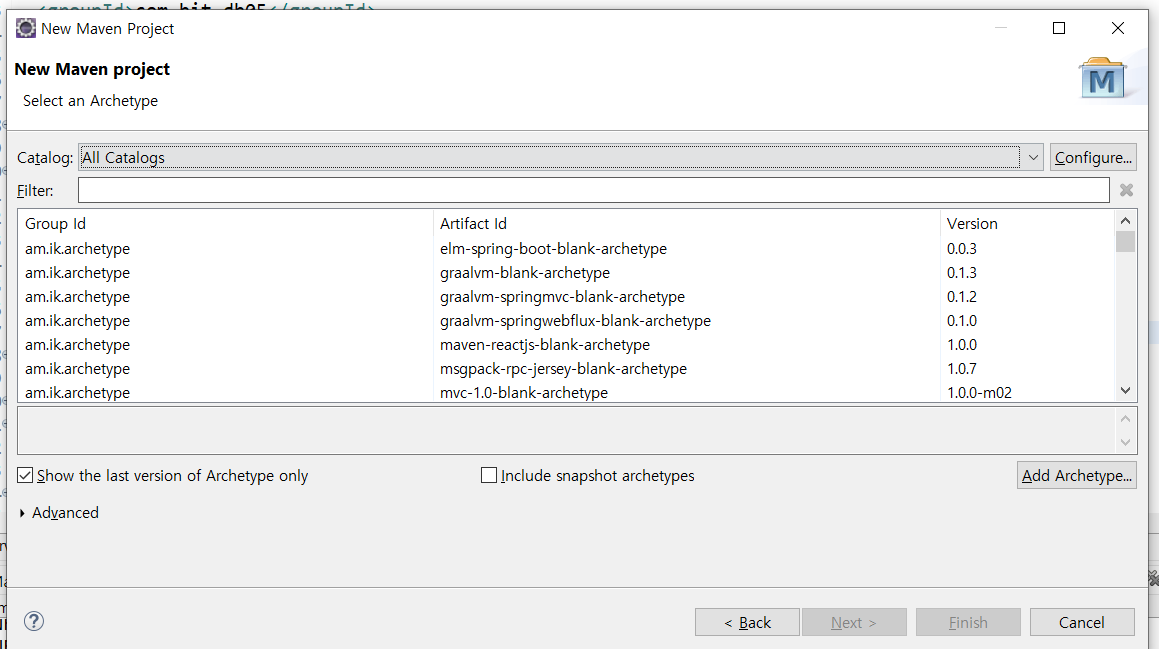 <groupId>com.bit.db05</groupId>
New Maven Project
New Maven project
Select an Archetype
M
Catalog: All Catalogs Configure...
Filter:
Group Id Artifact Id Version
am.ik.archetype elm-spring-boot-blank-archetype 0.0.3
am.ik.archetype graalvm-blank-archetype 0.1.3
am.ik.archetype graalvm-springmvc-blank-archetype 0.1.2
am.ik.archetype graalvm-springwebflux-blank-archetype 0.1.0
am.ik.archetype maven-reactjs-blank-archetype 1.0.0
am.ik.archetype msgpack-rpc-jersey-blank-archetype 1.0.7
am.ik.archetype mvc-1.0-blank-archetype 1.0.0-m02
Show the last version of Archetype only Include snapshot archetypes Add Archetype...
Advanced
? < Back Next > Finish Cancel